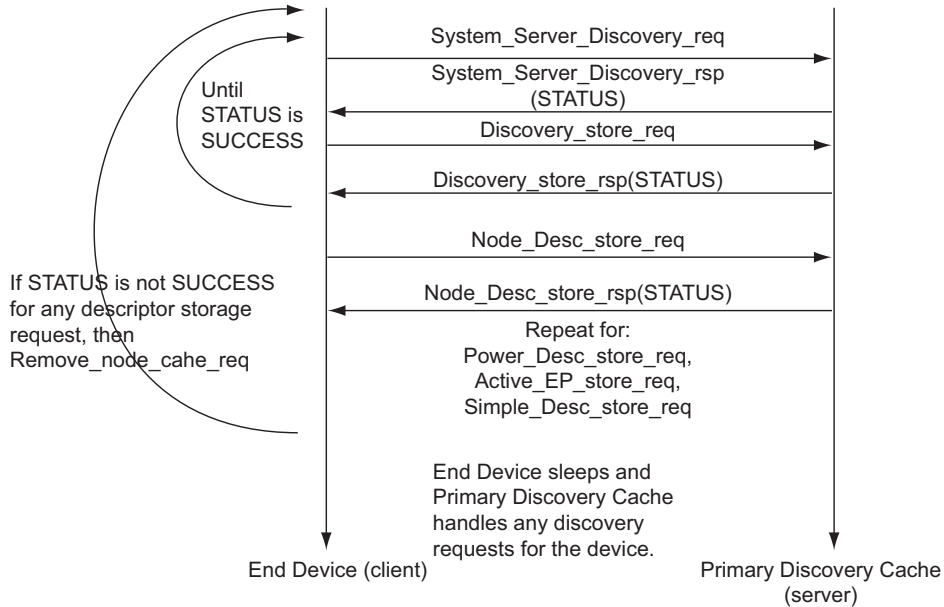 System_Server_Discovery_req
System_Server_Discovery_rsp
(STATUS)
Until
STATUS is
SUCCESS
Discovery_store_req
Discovery_store_rsp(STATUS)
Node_Desc_store_req
If STATUS is not SUCCESS
for any descriptor storage
request, then
Remove_node_cahe_req
Node_Desc_store_rsp(STATUS)
Repeat for:
Power_Desc_store_req,
Active_EP_store_req,
Simple_Desc_store_req
End Device sleeps and
Primary Discovery Cache
handles any discovery
requests for the device.
End Device (client)
Primary Discovery Cache
(server)